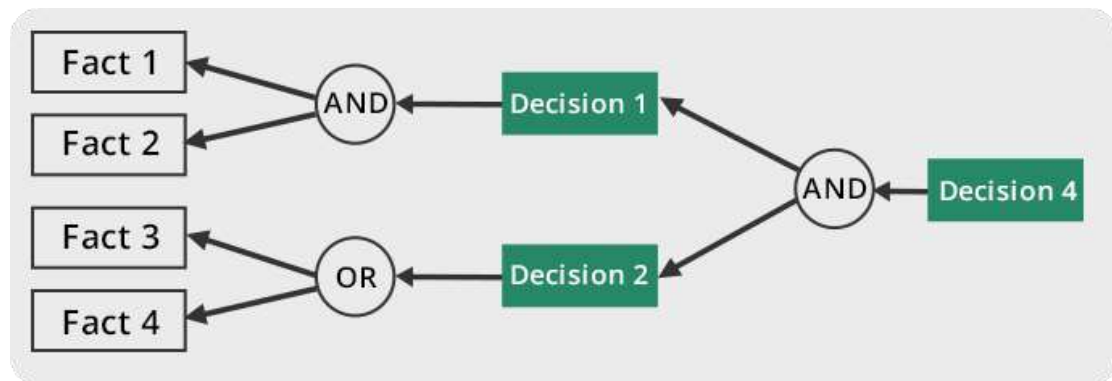 Fact 1
Fact 2
AND
Decision 1
Fact 3
Fact 4
OR
Decision 2
AND
Decision 4